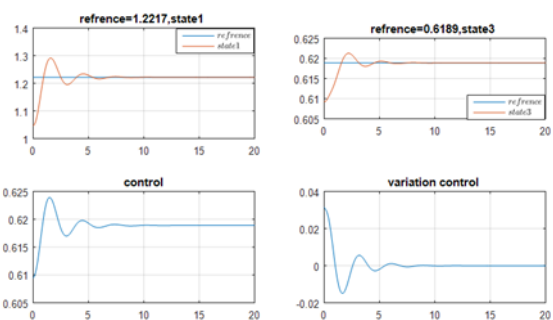 refrence=1.2217,state1
1.4
1.3
1.2
1.1
1
0 5 10 15 20
refrence
state1
refrence=0.6189,state3
0.625
0.62
0.615
0.61
0.605
0 5 10 15 20
refrence
state3
control
0.625
0.62
0.615
0.61
0.605
0 5 10 15 20
variation control
0.04
0.02
0
-0.02
0 5 10 15 20